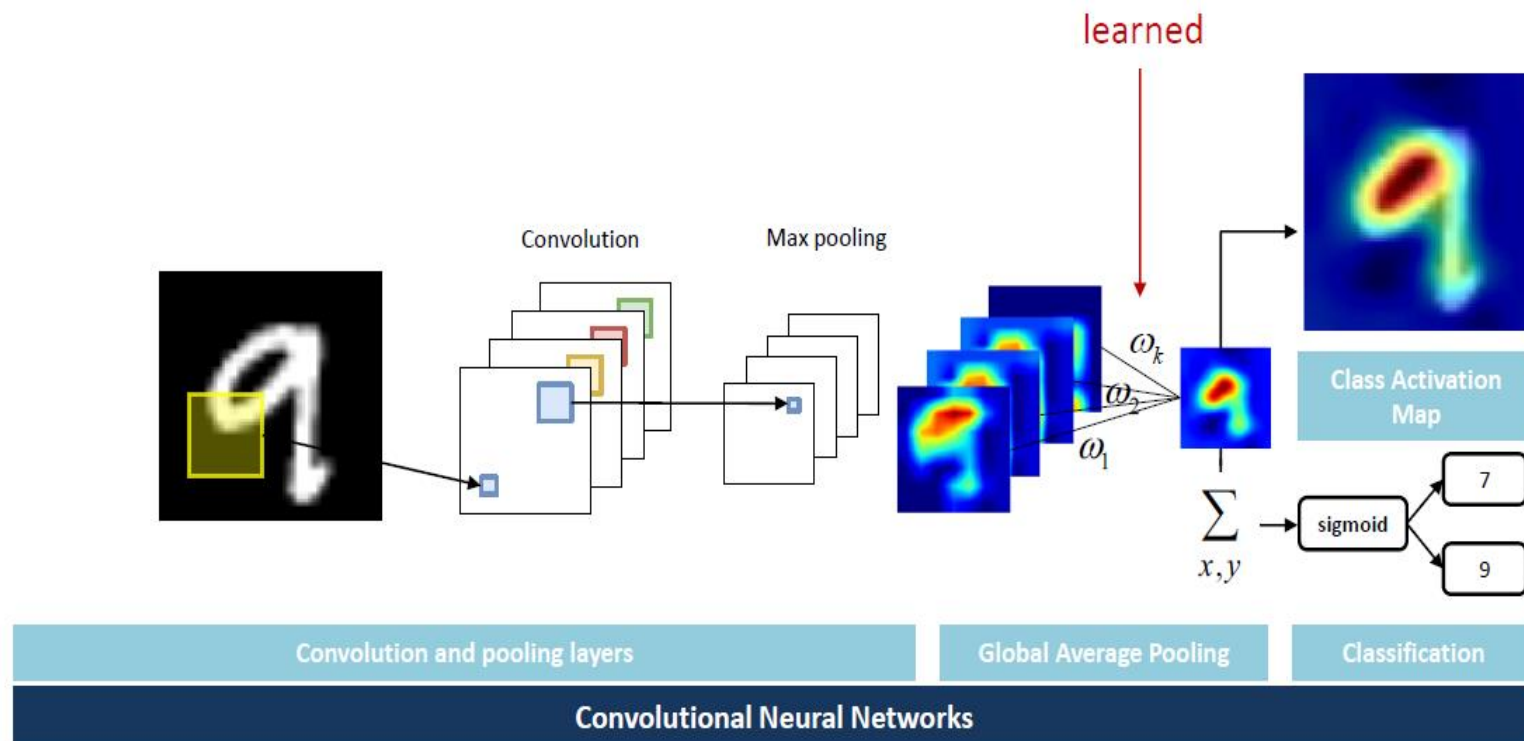 learned
Convolution
Max pooling
ω_k
ω_2
ω_1
Class Activation
Map
∑
x, y
sigmoid
7
9
Convolution and pooling layers
Global Average Pooling
Classification
Convolutional Neural Networks